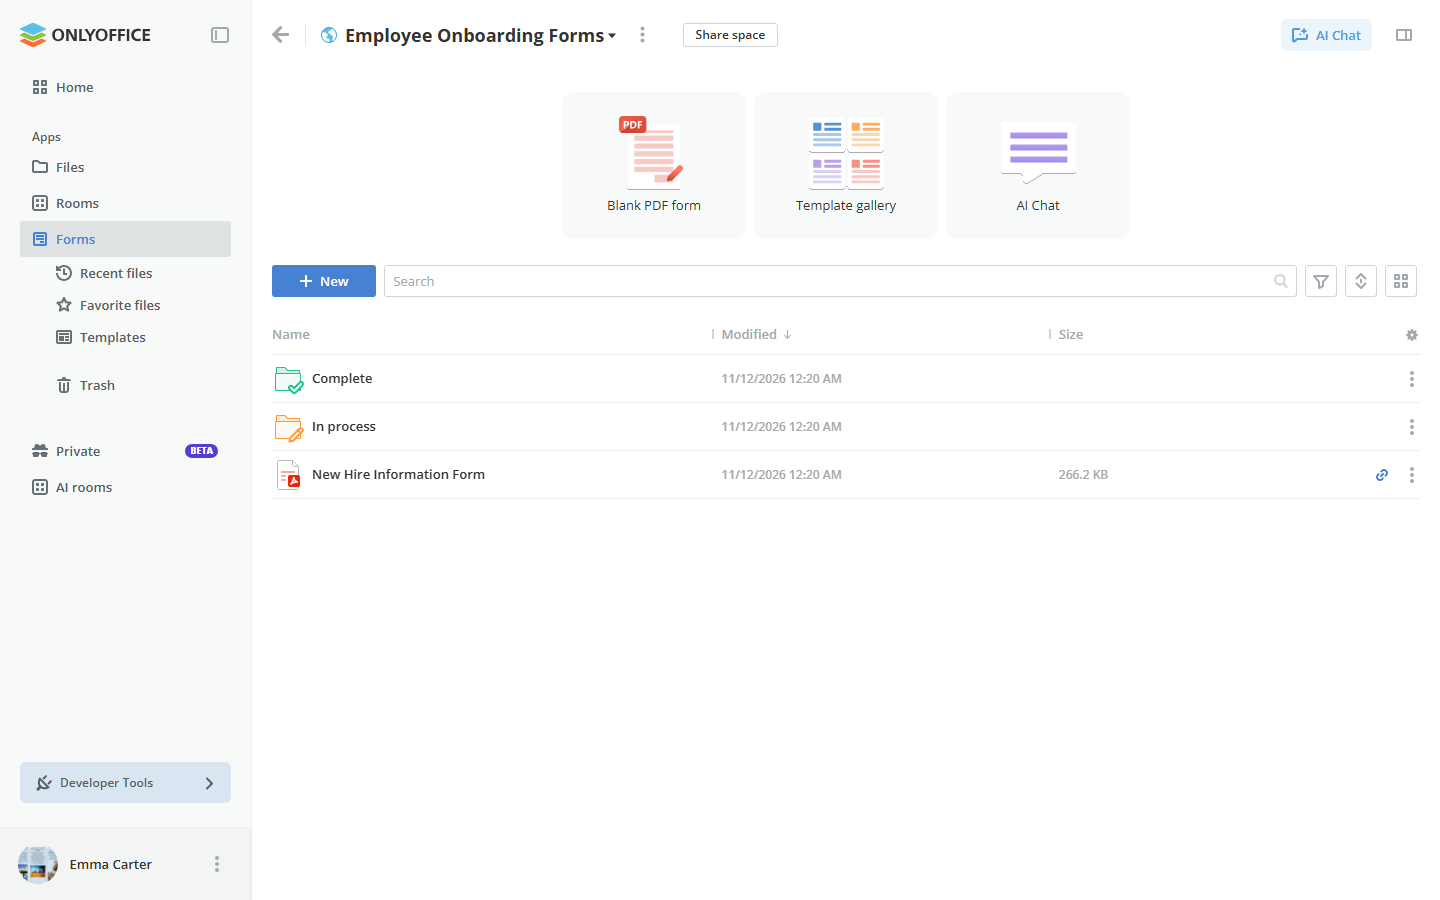 ONLYOFFICE
Home
Apps
Files
Rooms
Forms
Recent files
Favorite files
Templates
Trash
Private
BETA
AI rooms
Developer Tools
Emma Carter
Employee Onboarding Forms
Share space
AI Chat
PDF
Blank PDF form
Template gallery
AI Chat
New
Search
Name
Modified
Size
Complete
11/12/2026 12:20 AM
In process
11/12/2026 12:20 AM
New Hire Information Form
11/12/2026 12:20 AM
266.2 KB